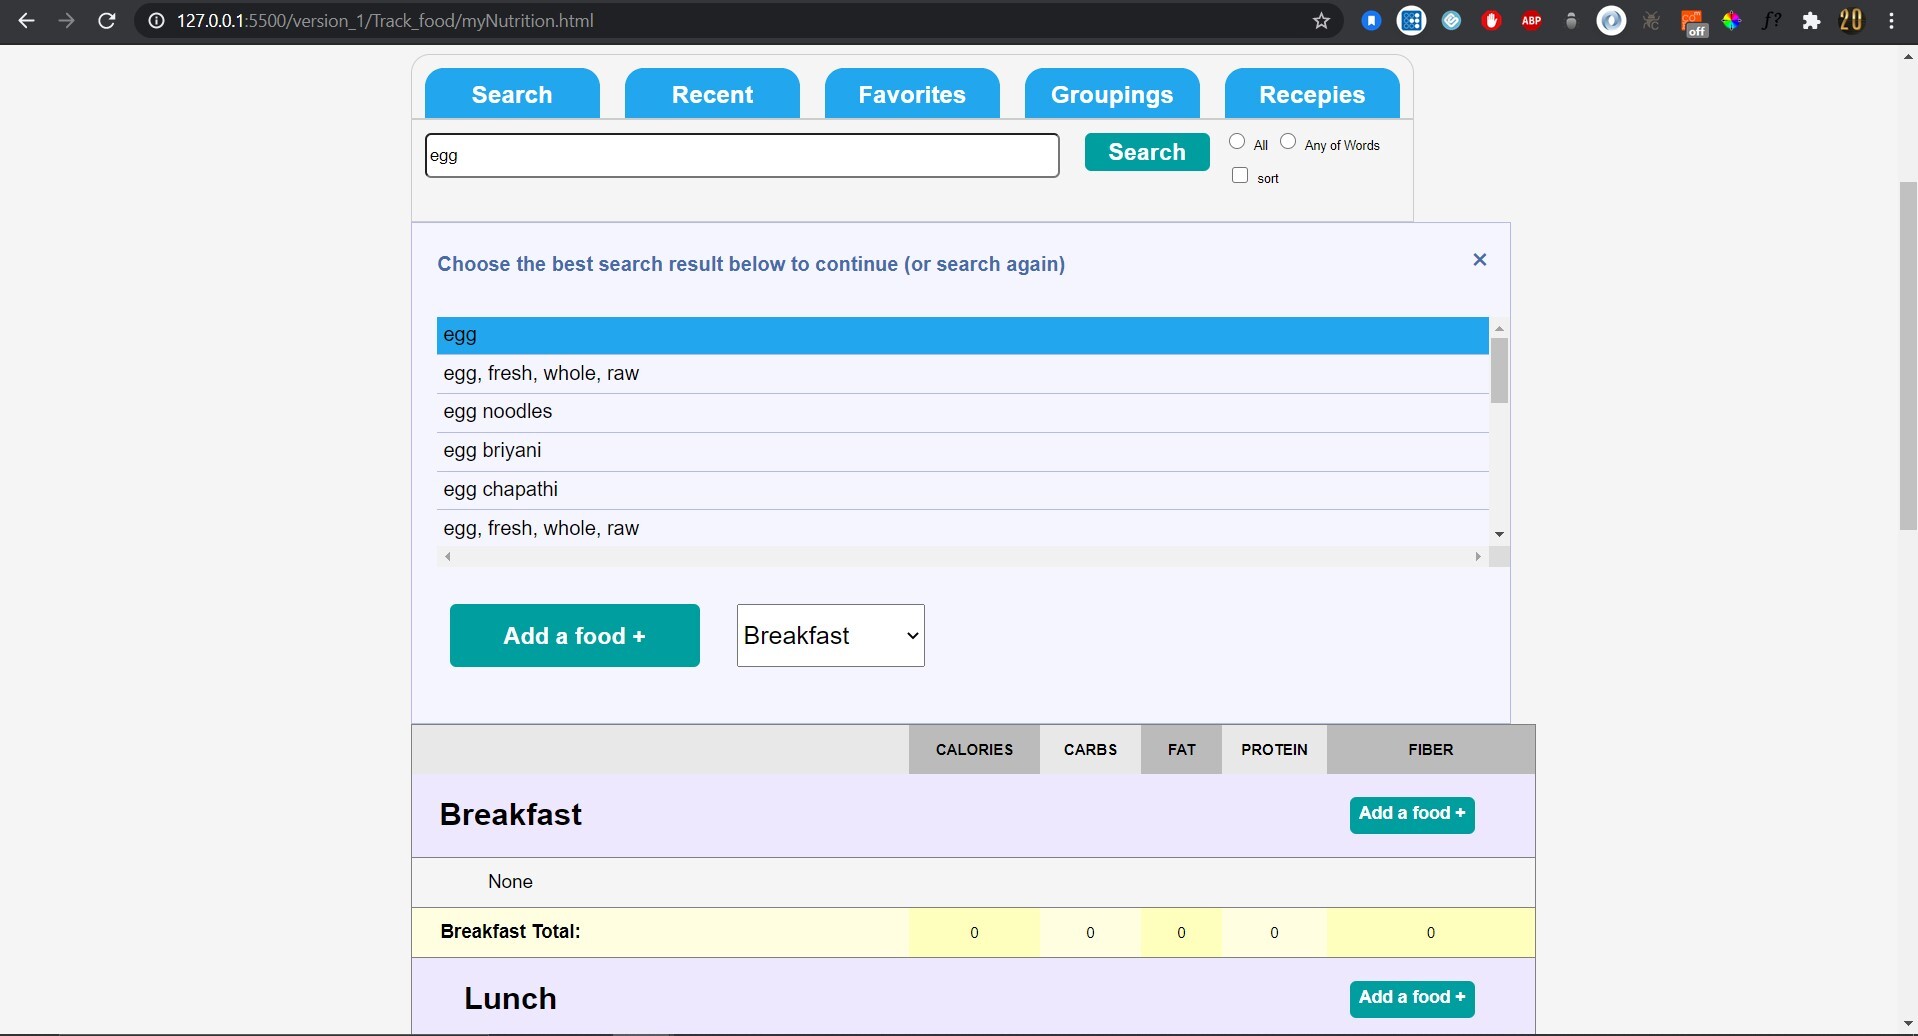 127.0.0.1:5500/version_1/Track_food/myNutrition.html
ABP
off
f?
20
Search Recent Favorites Groupings Recepies
egg Search All Any of Words
sort
Choose the best search result below to continue (or search again) ×
egg
egg, fresh, whole, raw
egg noodles
egg briyani
egg chapathi
egg, fresh, whole, raw
Add a food + Breakfast
CALORIES CARBS FAT PROTEIN FIBER
Breakfast Add a food +
None
Breakfast Total: 0 0 0 0 0
Lunch Add a food +